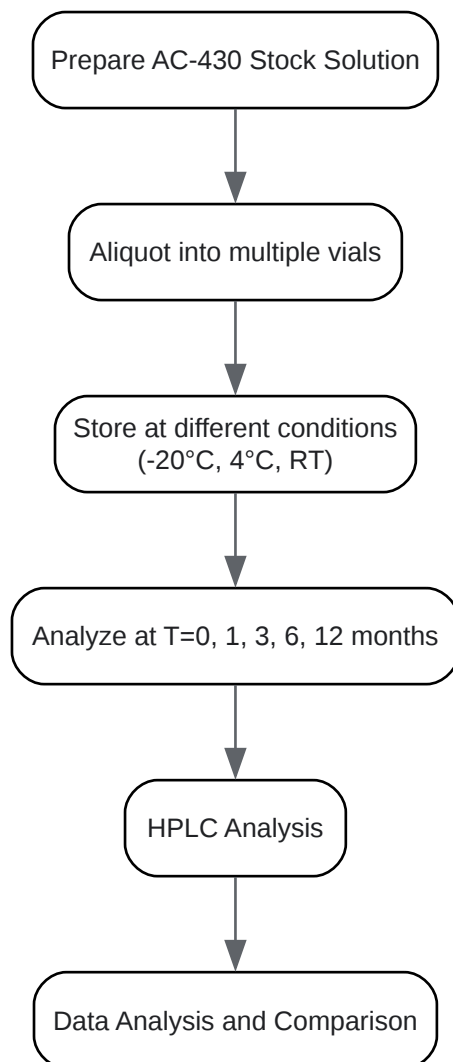 Prepare AC-430 Stock Solution
Aliquot into multiple vials
Store at different conditions
(-20°C, 4°C, RT)
Analyze at T=0, 1, 3, 6, 12 months
HPLC Analysis
Data Analysis and Comparison